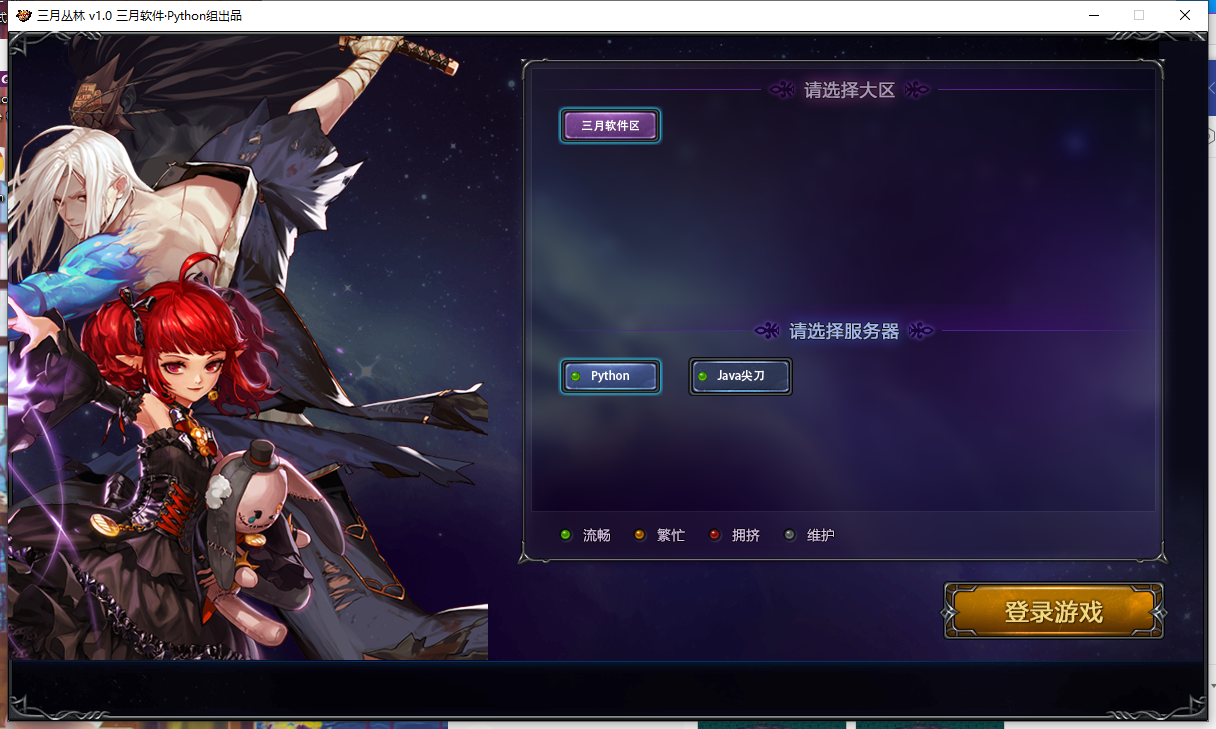 三月丛林 v1.0 三月软件·Python组出品
请选择大区
三月软件区
请选择服务器
Python
Java尖刀
流畅 繁忙 拥挤 维护
登录游戏